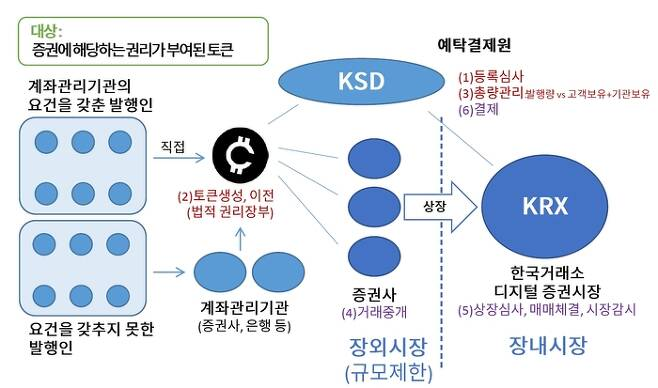 대상:
증권에 해당하는 권리가 부여된 토큰
예탁결제원
계좌관리기관의
요건을 갖춘 발행인
KSD
(1)등록심사
(3)총량관리:발행량 vs 고객보유+기관보유
(6)결제
직접
(2)토큰생성, 이전
(법적 권리장부)
상장
KRX
계좌관리기관
(증권사, 은행 등)
증권사
(4)거래중개
한국거래소
디지털 증권시장
(5)상장심사, 매매체결, 시장감시
요건을 갖추지 못한
발행인
장외시장
(규모제한)
장내시장